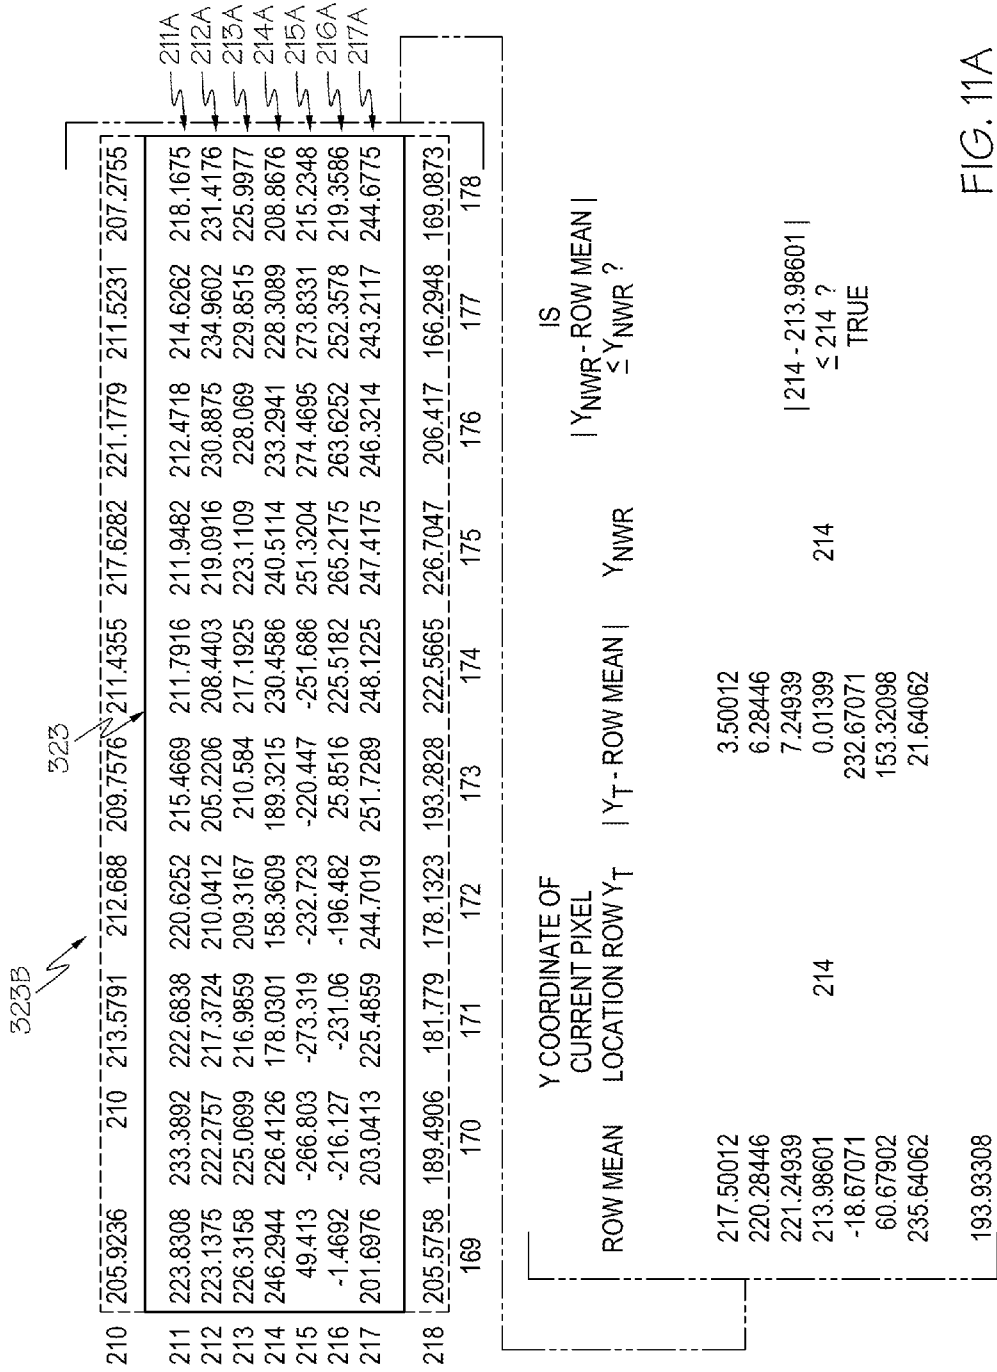 323B
323
210 205.9236 210 213.5791 212.688 209.7576 211.4355 217.6282 221.1779 211.5231 207.2755
211 223.8308 233.3892 222.6838 220.6252 215.4669 211.7916 211.9482 212.4718 214.6262 218.1675 211A
212 223.1375 222.2757 217.3724 210.0412 205.2206 208.4403 219.0916 230.8875 234.9602 231.4176 212A
213 226.3158 225.0699 216.9859 209.3167 210.584 217.1925 223.1109 228.069 229.8515 225.9977 213A
214 246.2944 226.4126 178.0301 158.3609 189.3215 230.4586 240.5114 233.2941 228.3089 208.8676 214A
215 49.413 -266.803 -273.319 -232.723 -220.447 -251.686 251.3204 274.4695 273.8331 215.2348 215A
216 -1.4692 -216.127 -231.06 -196.482 25.8516 225.5182 265.2175 263.6252 252.3578 219.3586 216A
217 201.6976 203.0413 225.4859 244.7019 251.7289 248.1225 247.4175 246.3214 243.2117 244.6775 217A
218 205.5758 189.4906 181.779 178.1323 193.2828 222.5665 226.7047 206.417 166.2948 169.0873
169 170 171 172 173 174 175 176 177 178
Y COORDINATE OF IS
CURRENT PIXEL | YNWR - ROW MEAN |
ROW MEAN LOCATION ROW YT | YT - ROW MEAN | YNWR ≤ YNWR ?
217.50012 3.50012
220.28446 6.28446
221.24939 7.24939 | 214 - 213.98601 |
213.98601 214 0.01399 214 ≤ 214 ?
-18.67071 232.67071 TRUE
60.67902 153.32098
235.64062 21.64062
193.93308
FIG. 11A